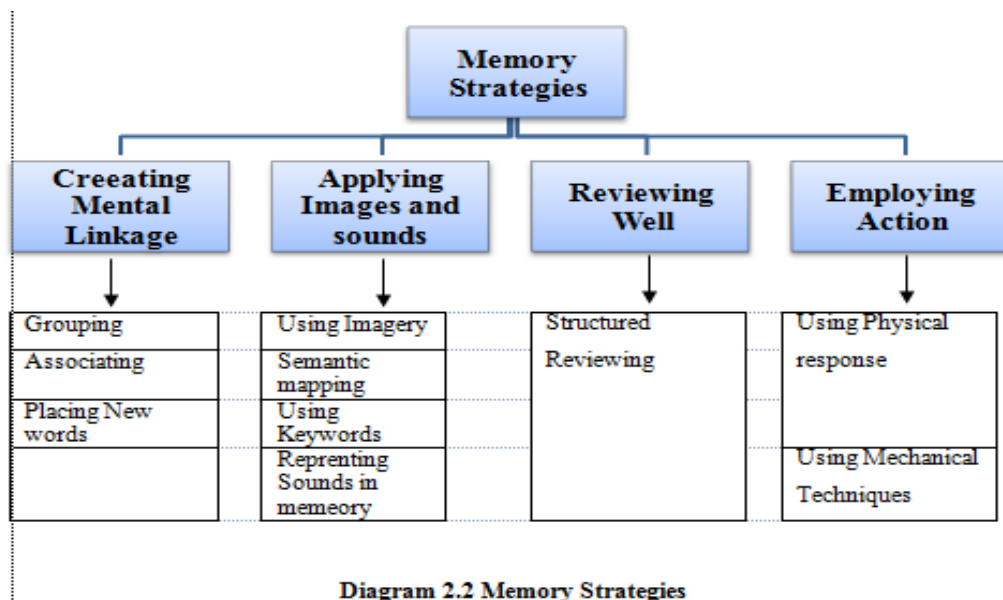 Memory
Strategies
Creeating
Mental
Linkage
Applying
Images and
sounds
Reviewing
Well
Employing
Action
Grouping
Associating
Placing New
words
Using Imagery
Semantic
mapping
Using
Keywords
Reprenting
Sounds in
memeory
Structured
Reviewing
Using Physical
response
Using Mechanical
Techniques
Diagram 2.2 Memory Strategies